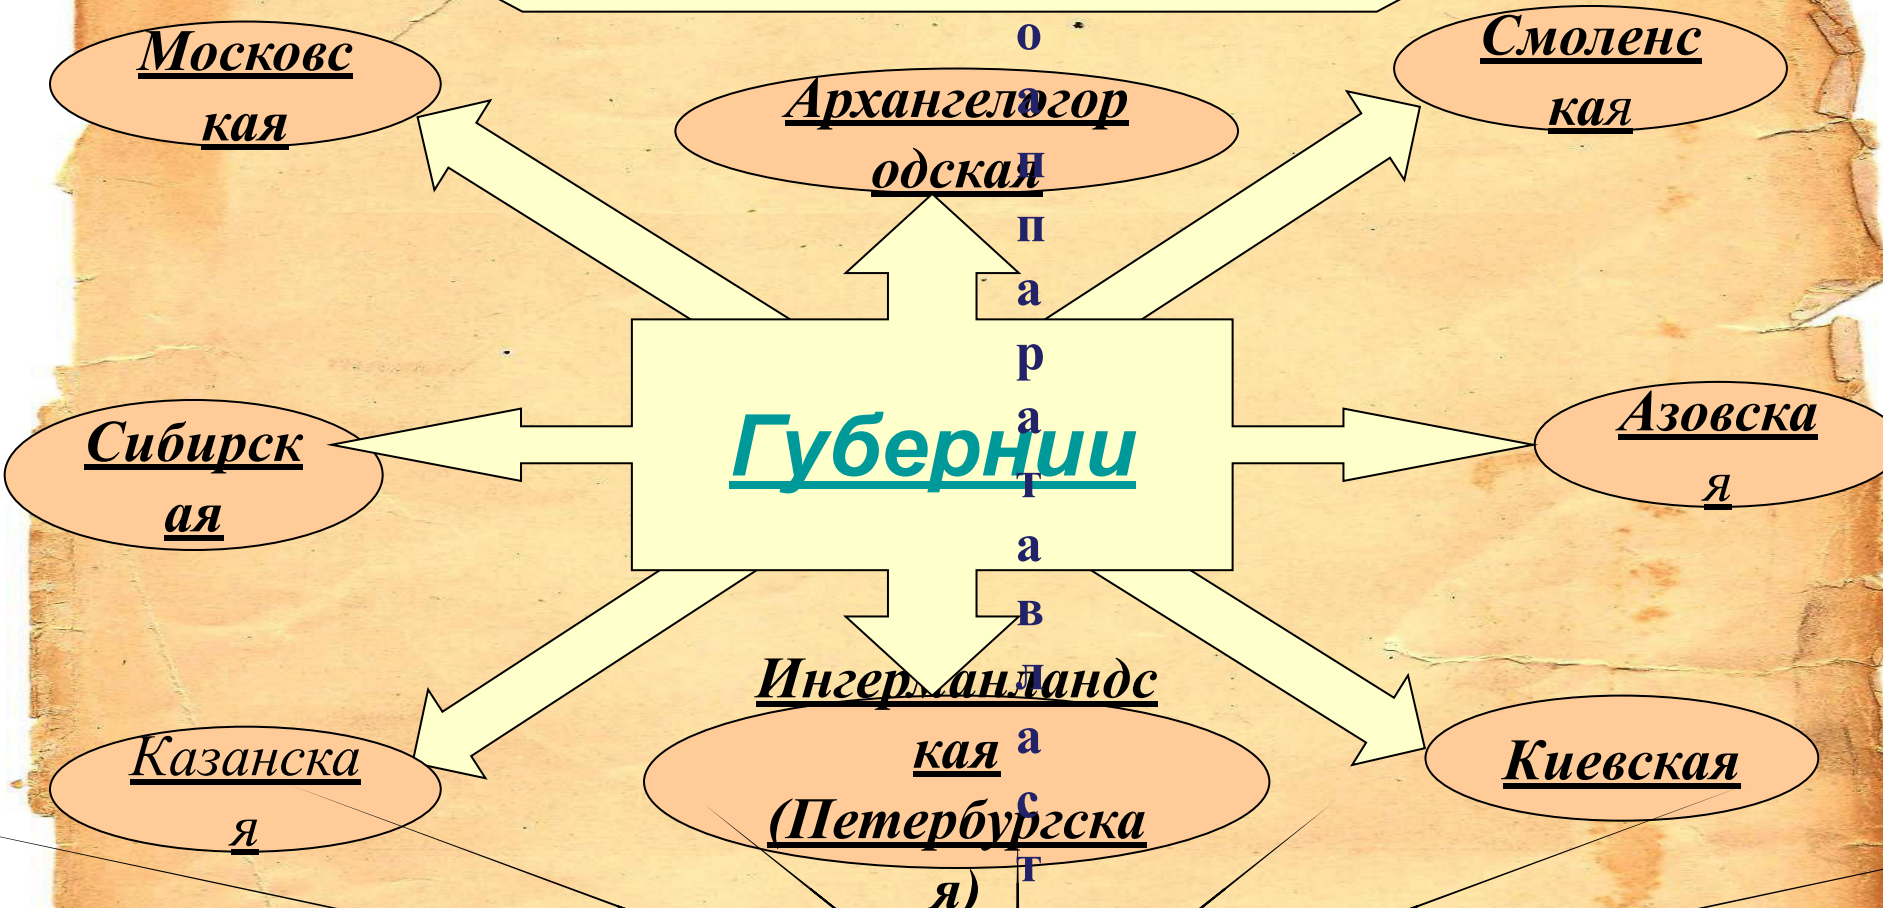 Московс
кая
Архангелогор
одская
Смоленс
кая
Сибирск
ая
Губернии
Азовска
я
Казанска
я
Ингерманландс
кая
(Петербургска
я)
Киевская
о
а
п
п
а
р
а
т
а
в
л
а
с
т